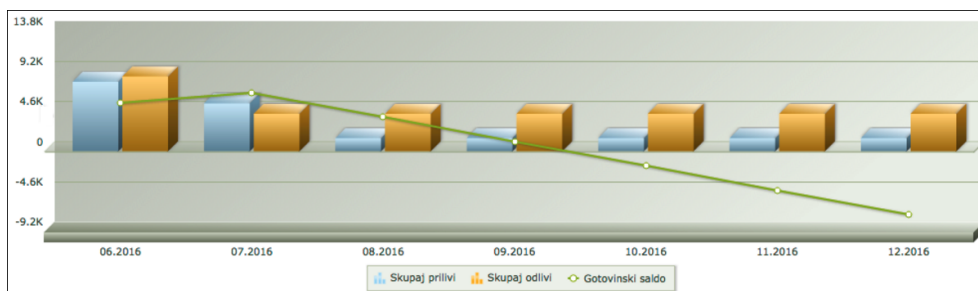 13.8K
9.2K
4.6K
0
-4.6K
-9.2K
06.2016 07.2016 08.2016 09.2016 10.2016 11.2016 12.2016
Skupaj prilivi Skupaj odlivi Gotovinski saldo